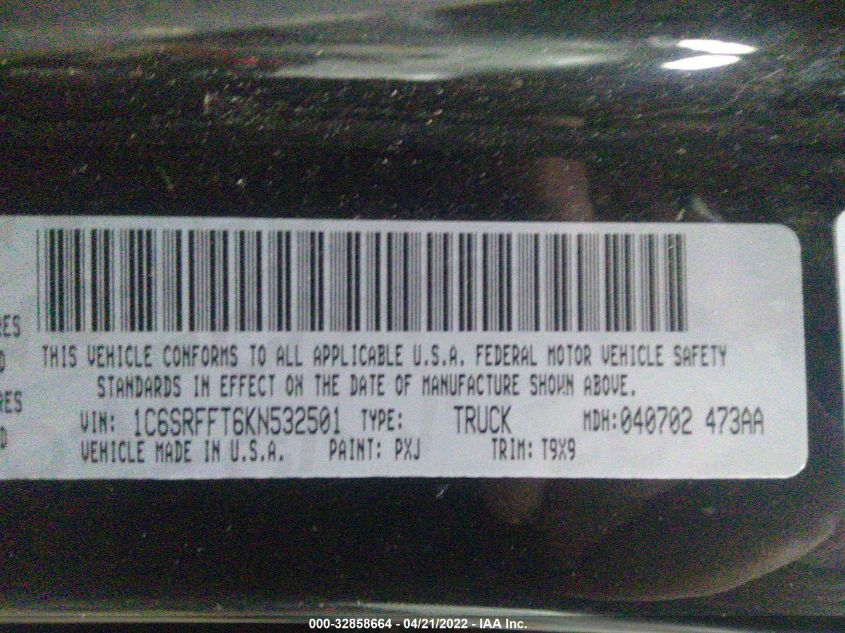 RES
D
RES
D
THIS VEHICLE CONFORMS TO ALL APPLICABLE U.S.A. FEDERAL MOTOR VEHICLE SAFETY
STANDARDS IN EFFECT ON THE DATE OF MANUFACTURE SHOWN ABOVE.
VIN: 1C6SRFFT6KN532501 TYPE: TRUCK MDH:040702 473AA
VEHICLE MADE IN U.S.A. PAINT: PXJ TRIM: T9X9
000-32858664 - 04/21/2022 - IAA Inc.